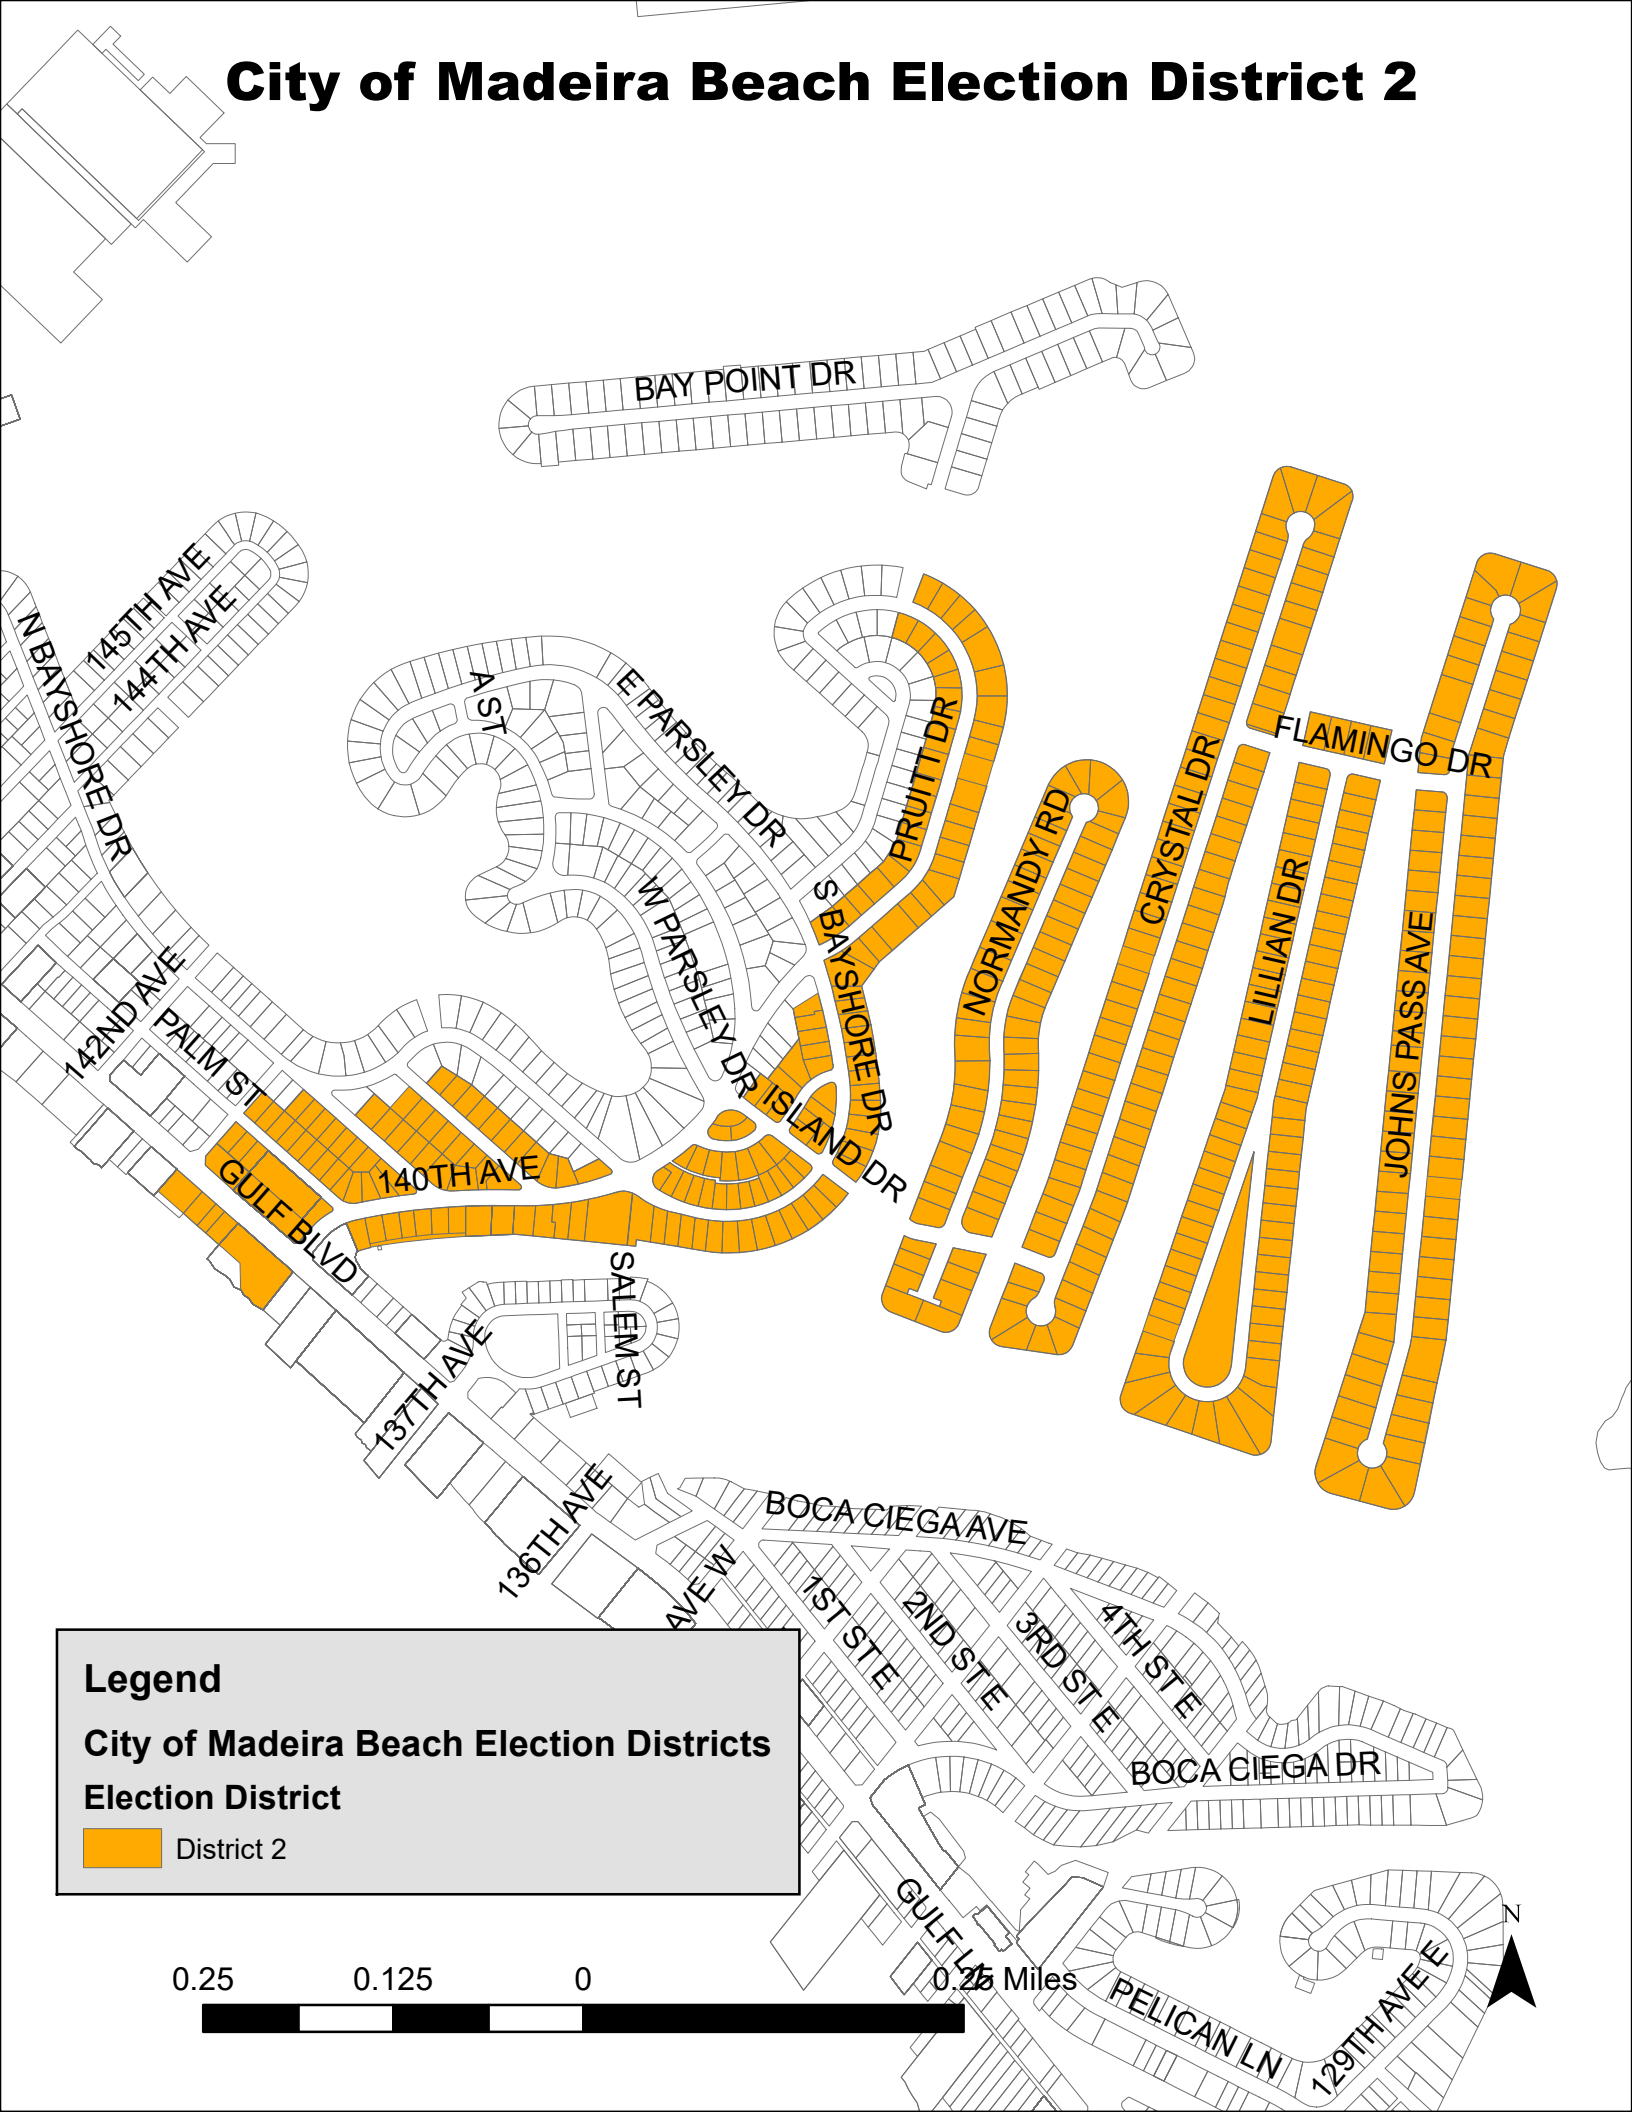 City of Madeira Beach Election District 2
BAY POINT DR
145TH AVE
144TH AVE
N BAYSHORE DR
A ST
E PARSLEY DR
PRUITT DR
FLAMINGO DR
CRYSTAL DR
NORMANDY RD
W PARSLEY DR
S BAYSHORE DR
LILLIAN DR
JOHNS PASS AVE
142ND AVE
PALM ST
ISLAND DR
140TH AVE
GULF BLVD
SALEM ST
137TH AVE
136TH AVE
BOCA CIEGA AVE
AVE W
1ST ST E
2ND ST E
3RD ST E
4TH ST E
BOCA CIEGA DR
Legend
City of Madeira Beach Election Districts
Election District
District 2
GULF LN
PELICAN LN
129TH AVE E
N
0.25 0.125 0 0.25 Miles